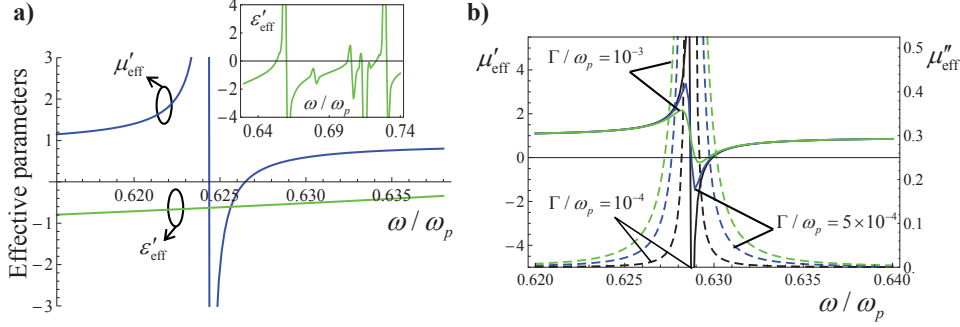 a)
Effective parameters
3
2
1
−1
−2
−3
μ′eff
ε′eff
0.620
0.625
0.630
0.635
ω/ωp
ε′eff
4
2
0
−2
−4
ω/ωp
0.64
0.69
0.74
b)
μ′eff
4
2
0
−2
−4
Γ/ωp = 10⁻³
Γ/ωp = 10⁻⁴
Γ/ωp = 5×10⁻⁴
μ″eff
0.5
0.4
0.3
0.2
0.1
0.
0.620
0.625
0.630
0.635
0.640
ω/ωp